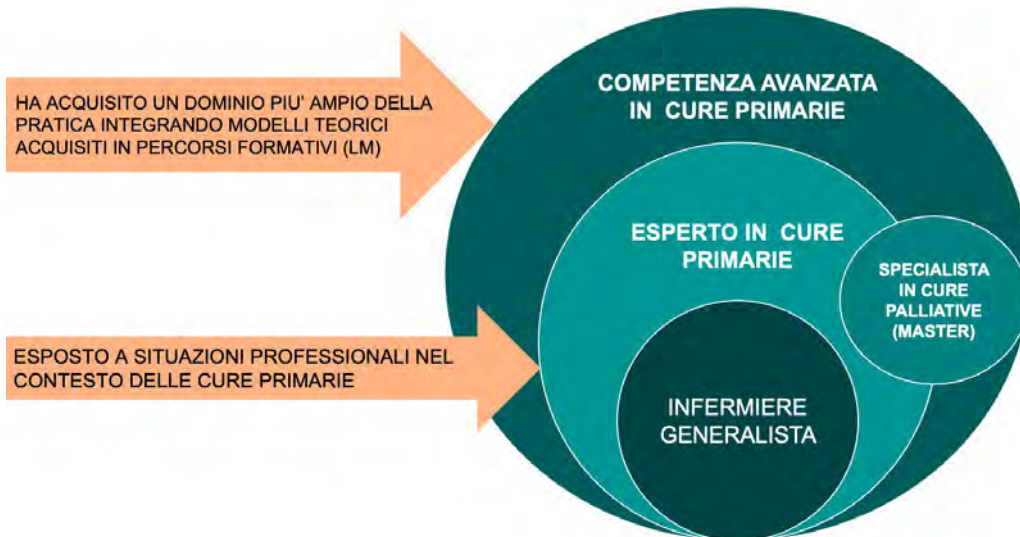 HA ACQUISITO UN DOMINIO PIU' AMPIO DELLA
PRATICA INTEGRANDO MODELLI TEORICI
ACQUISITI IN PERCORSI FORMATIVI (LM)
COMPETENZA AVANZATA
IN CURE PRIMARIE
ESPERTO IN CURE
PRIMARIE
SPECIALISTA
IN CURE
PALLIATIVE
(MASTER)
ESPOSTO A SITUAZIONI PROFESSIONALI NEL
CONTESTO DELLE CURE PRIMARIE
INFERMIERE
GENERALISTA